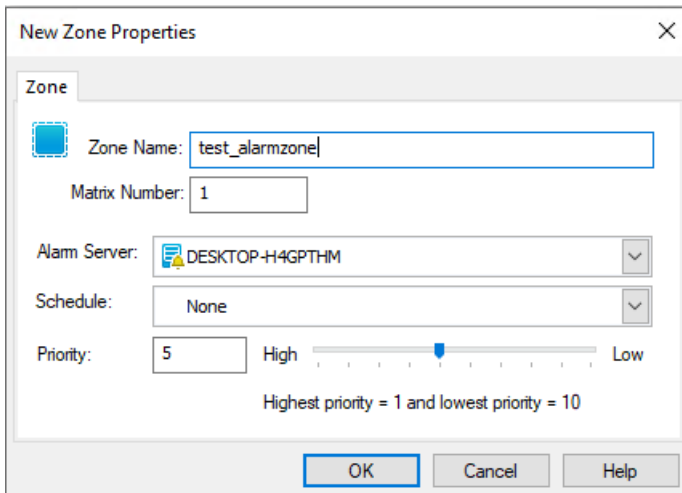 New Zone Properties
Zone
Zone Name: test_alarmzone
Matrix Number: 1
Alarm Server: DESKTOP-H4GPTHM
Schedule: None
Priority: 5 High Low
Highest priority = 1 and lowest priority = 10
OK Cancel Help